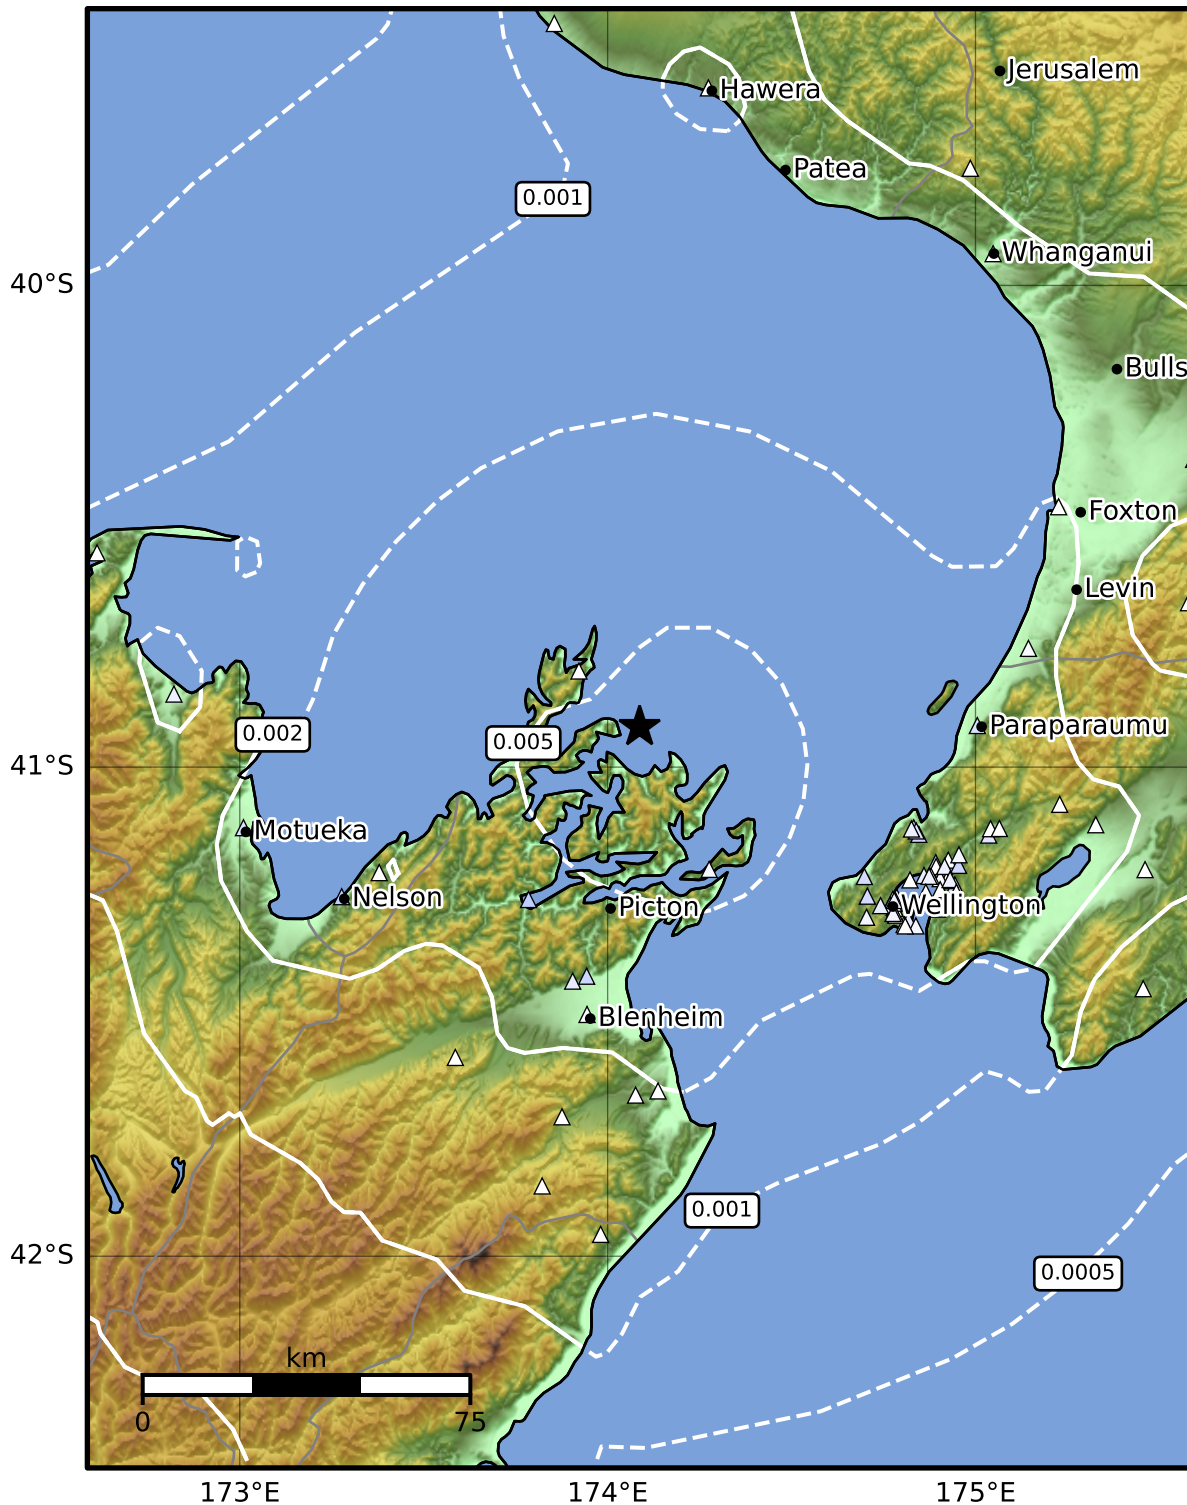 Jerusalem
Hawera
Patea
0.001
Whanganui
40°S
Bulls
Foxton
Levin
0.002
0.005
Paraparaumu
41°S
Motueka
Nelson
Picton
Wellington
Blenheim
0.001
42°S
0.0005
km
0
75
173°E
174°E
175°E